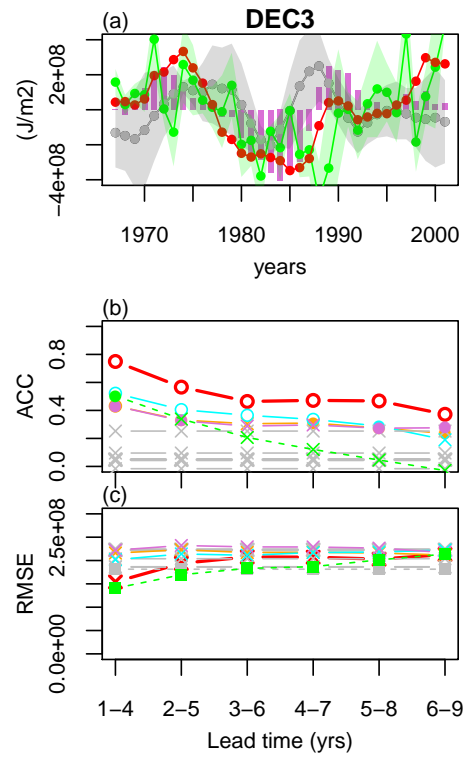 DEC3
(a)
2e+08
−4e+08
(J/m2)
1970 1980 1990 2000
years
(b)
0.8
0.4
0.0
ACC
(c)
2.5e+08
0.0e+00
RMSE
1−4 2−5 3−6 4−7 5−8 6−9
Lead time (yrs)